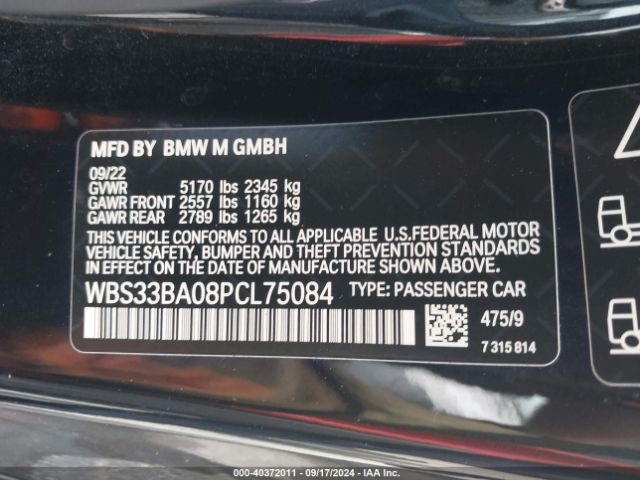 MFD BY BMW M GMBH
09/22
GVWR 5170 lbs 2345 kg
GAWR FRONT 2557 lbs 1160 kg
GAWR REAR 2789 lbs 1265 kg
THIS VEHICLE CONFORMS TO ALL APPLICABLE U.S.FEDERAL MOTOR
VEHICLE SAFETY, BUMPER AND THEFT PREVENTION STANDARDS
IN EFFECT ON THE DATE OF MANUFACTURE SHOWN ABOVE.
WBS33BA08PCL75084 TYPE: PASSENGER CAR
475/9
7 315 814
000-40372011 - 09/17/2024 - IAA Inc.